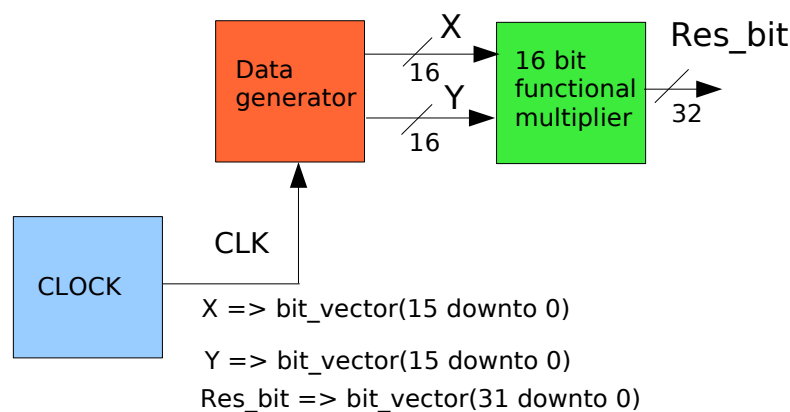 X
Res_bit
Data
generator
16 bit
functional
multiplier
16
Y
32
16
CLK
CLOCK
X => bit_vector(15 downto 0)
Y => bit_vector(15 downto 0)
Res_bit => bit_vector(31 downto 0)